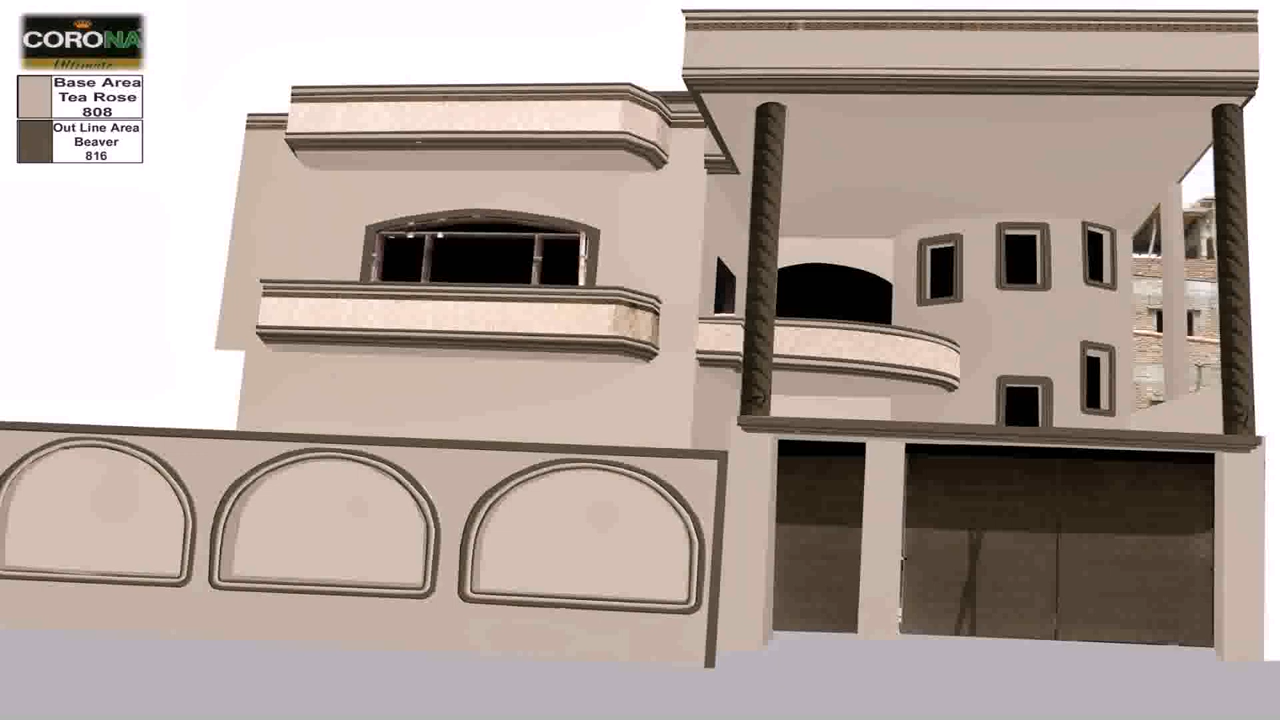 CORONA
Ultimate
Base Area
Tea Rose
808
Out Line Area
Beaver
816